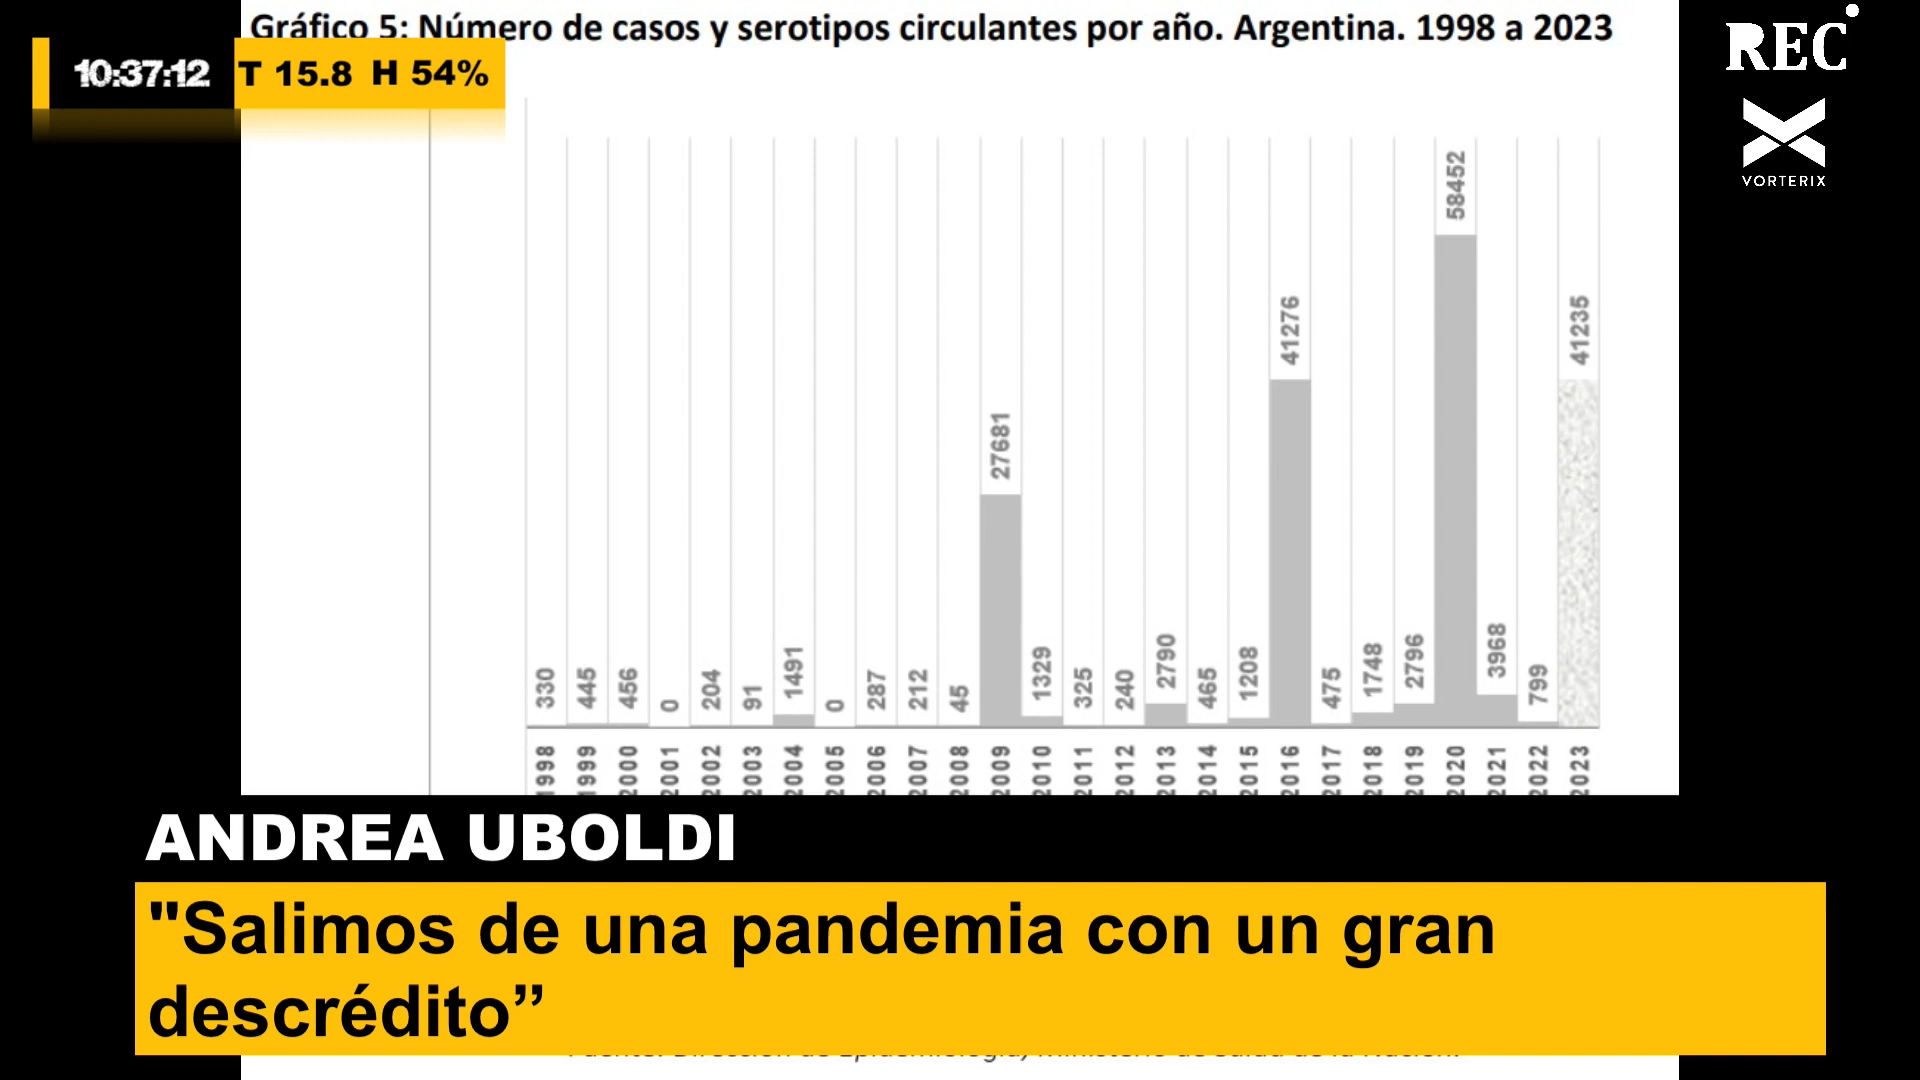 Gráfico 5: Número de casos y serotipos circulantes por año. Argentina. 1998 a 2023
10:37:12 T 15.8 H 54%
REC
VORTERIX
330 445 456 0 204 91 1491 0 287 212 45 27681 1329 325 240 2790 465 1208 41276 475 1748 2796 58452 3968 799 41235
1998 1999 2000 2001 2002 2003 2004 2005 2006 2007 2008 2009 2010 2011 2012 2013 2014 2015 2016 2017 2018 2019 2020 2021 2022 2023
ANDREA UBOLDI
"Salimos de una pandemia con un gran
descrédito”